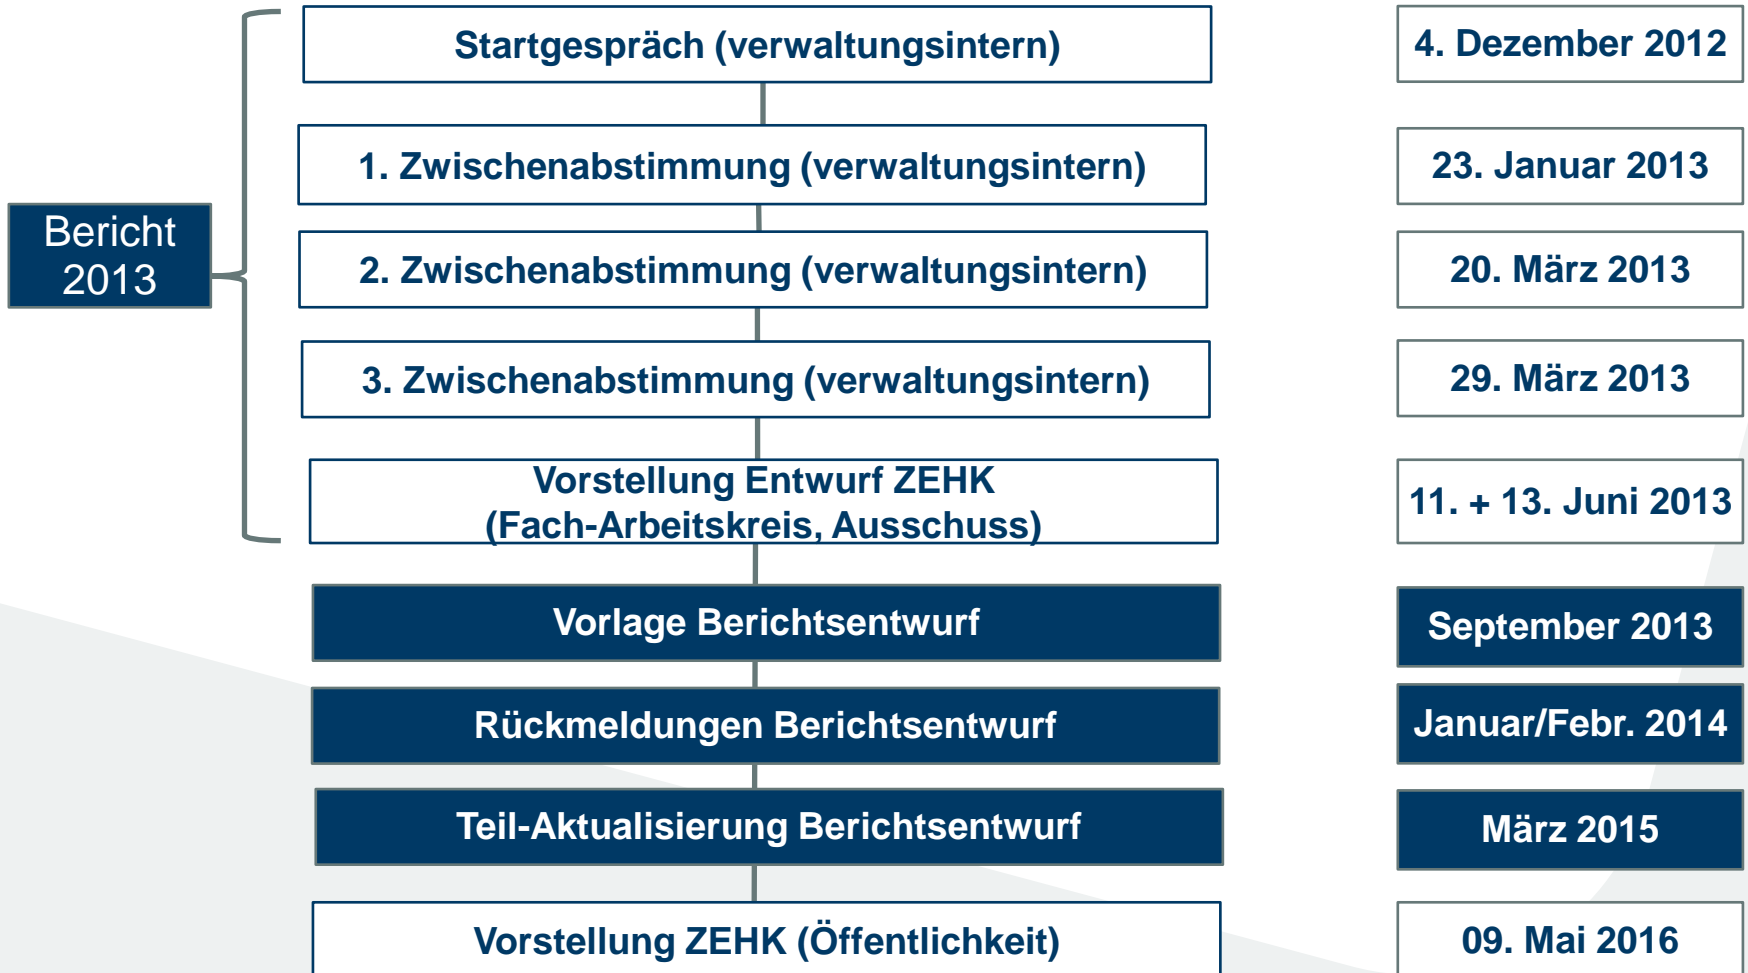 Startgespräch (verwaltungsintern)
4. Dezember 2012
1. Zwischenabstimmung (verwaltungsintern)
23. Januar 2013
Bericht
2013
2. Zwischenabstimmung (verwaltungsintern)
20. März 2013
3. Zwischenabstimmung (verwaltungsintern)
29. März 2013
Vorstellung Entwurf ZEHK
(Fach-Arbeitskreis, Ausschuss)
11. + 13. Juni 2013
Vorlage Berichtsentwurf
September 2013
Rückmeldungen Berichtsentwurf
Januar/Febr. 2014
Teil-Aktualisierung Berichtsentwurf
März 2015
Vorstellung ZEHK (Öffentlichkeit)
09. Mai 2016